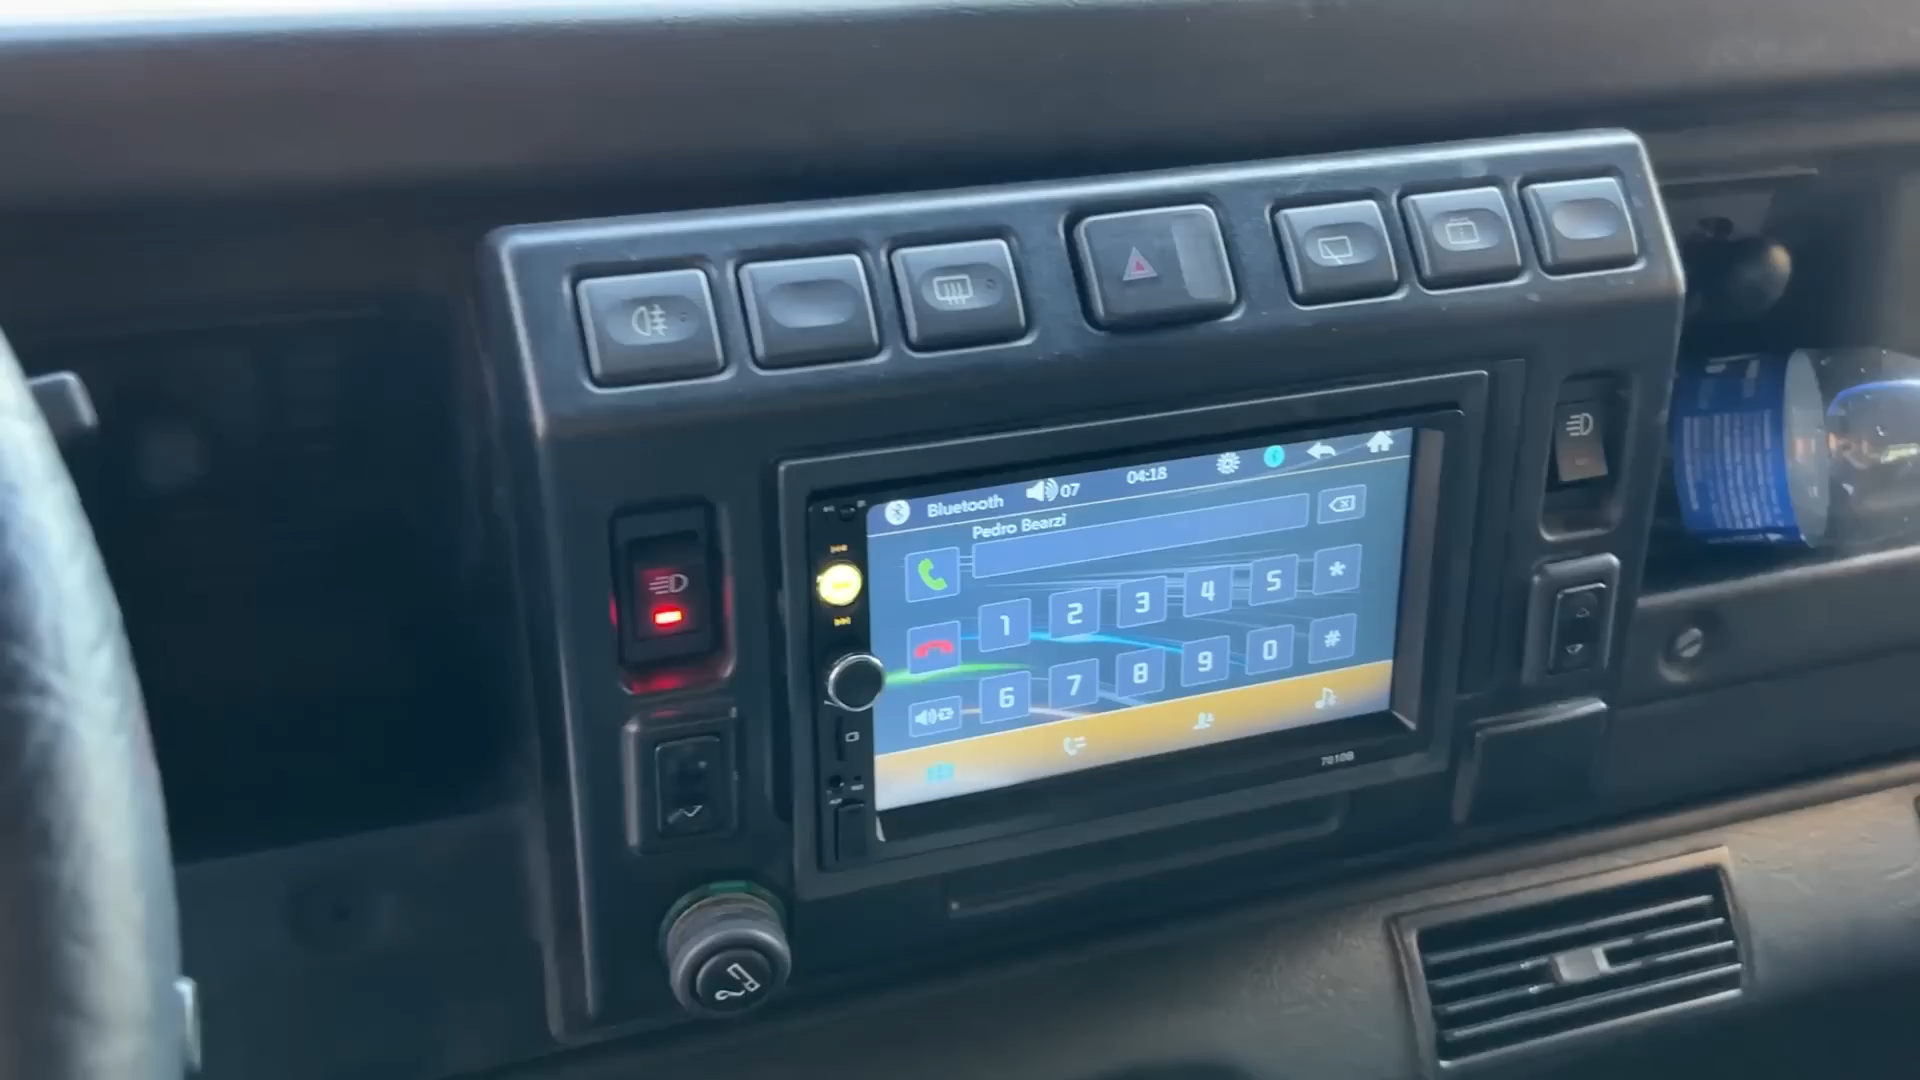 Bluetooth 07 04:18
Pedro Bearzi
1 2 3 4 5 *
6 7 8 9 0 #
7010B